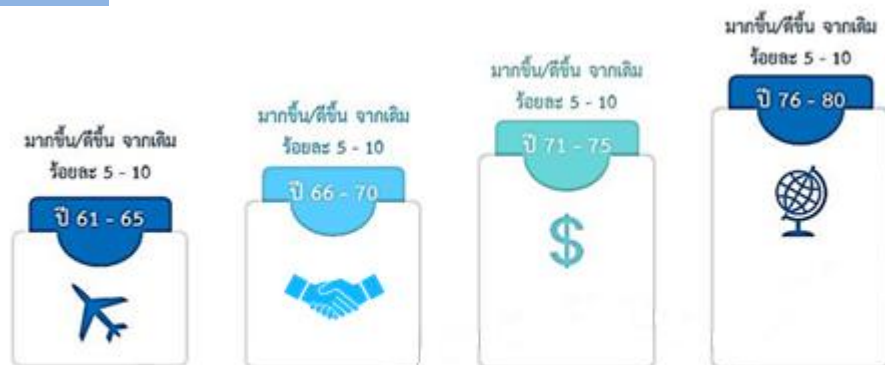 มากขึ้น/ดีขึ้น จากเดิม
ร้อยละ 5 - 10
ปี 61 - 65
มากขึ้น/ดีขึ้น จากเดิม
ร้อยละ 5 - 10
ปี 66 - 70
มากขึ้น/ดีขึ้น จากเดิม
ร้อยละ 5 - 10
ปี 71 - 75
มากขึ้น/ดีขึ้น จากเดิม
ร้อยละ 5 - 10
ปี 76 - 80
$